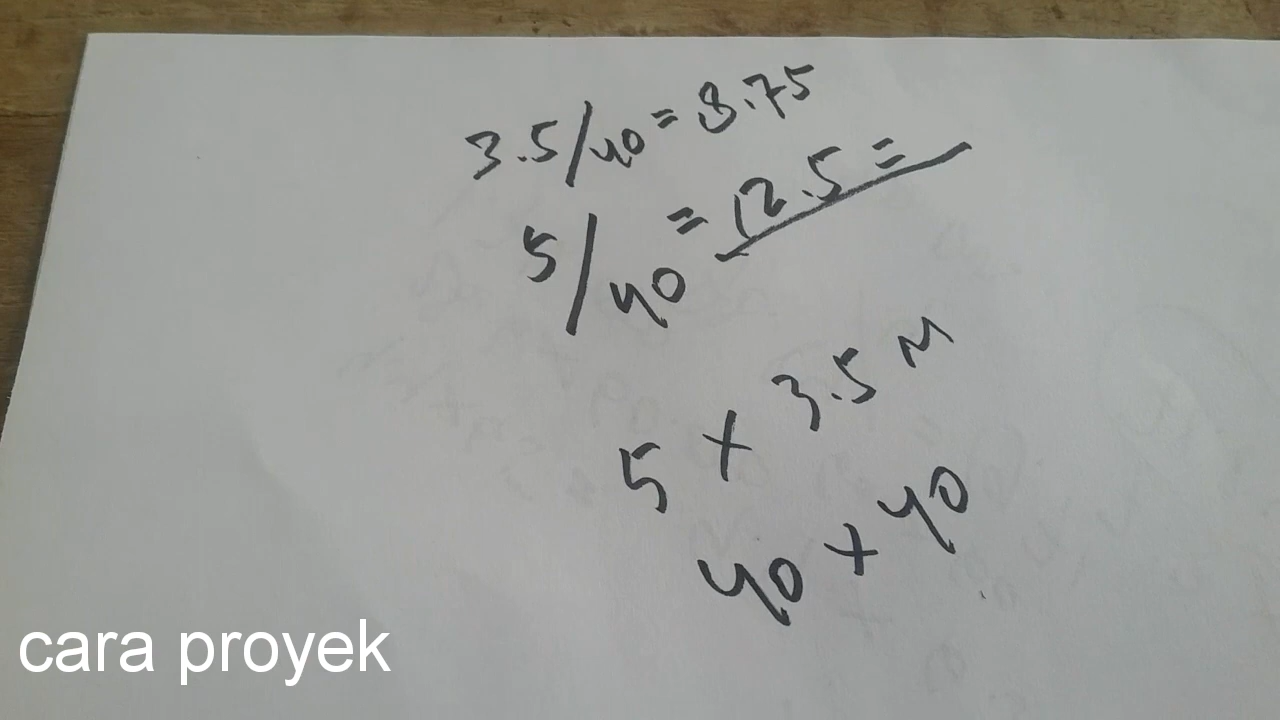 3.5/40 = 8.75
5/40 = 12.5 =
5 x 3.5 M
40 x 40
cara proyek